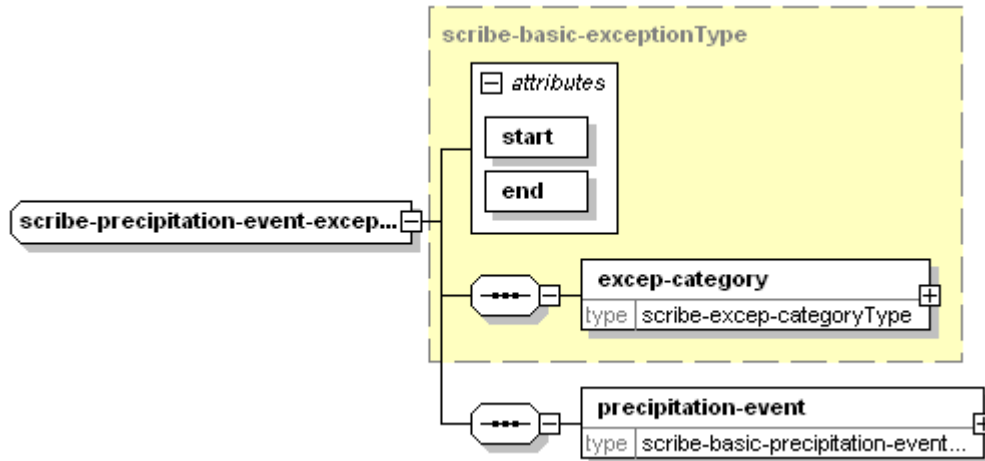 scribe-basic-exceptionType
attributes
start
end
scribe-precipitation-event-excep...
excep-category
type scribe-excep-categoryType
precipitation-event
type scribe-basic-precipitation-event...